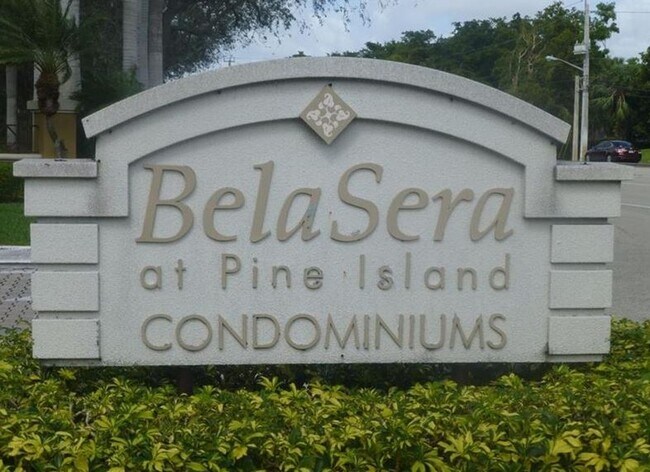 BelaSera
at Pine Island
CONDOMINIUMS